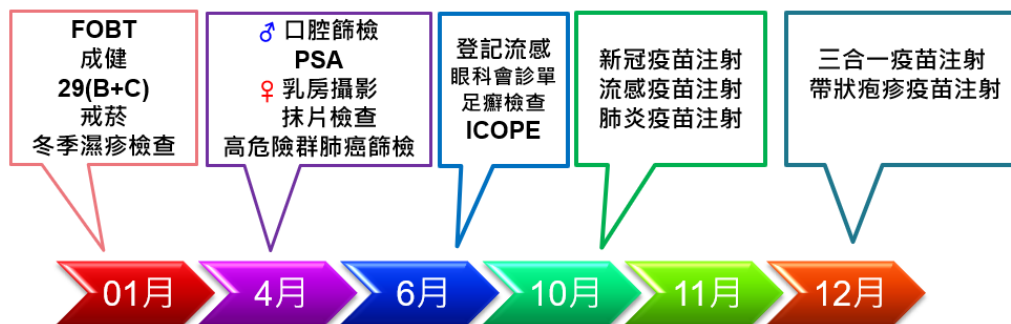 FOBT
成健
29(B+C)
戒菸
冬季濕疹檢查
♂ 口腔篩檢
PSA
♀ 乳房攝影
抹片檢查
高危險群肺癌篩檢
登記流感
眼科會診單
足癬檢查
ICOPE
新冠疫苗注射
流感疫苗注射
肺炎疫苗注射
三合一疫苗注射
帶狀疱疹疫苗注射
01月
4月
6月
10月
11月
12月